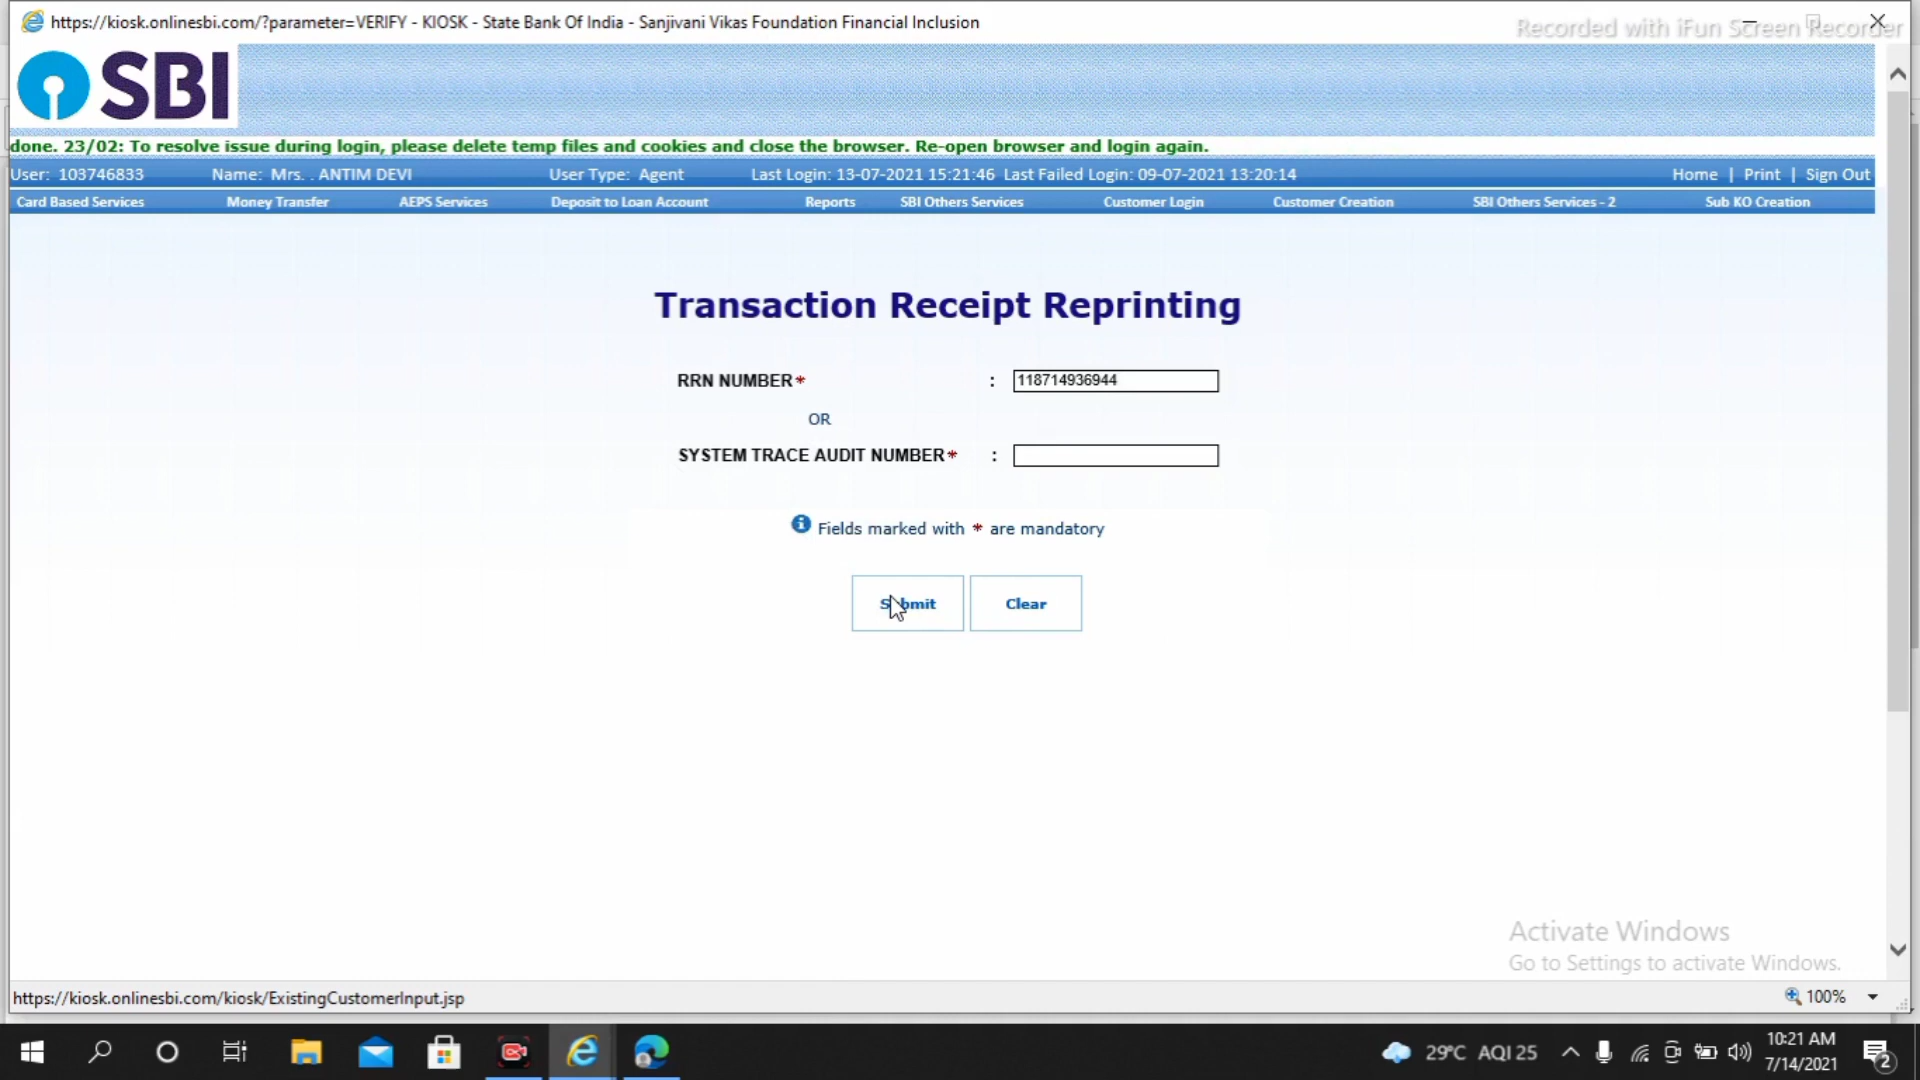 https://kiosk.onlinesbi.com/?parameter=VERIFY - KIOSK - State Bank Of India - Sanjivani Vikas Foundation Financial Inclusion
Recorded with iFun Screen Recorder
SBI
done. 23/02: To resolve issue during login, please delete temp files and cookies and close the browser. Re-open browser and login again.
User: 103746833 Name: Mrs. . ANTIM DEVI User Type: Agent Last Login: 13-07-2021 15:21:46 Last Failed Login: 09-07-2021 13:20:14 Home | Print | Sign Out
Card Based Services Money Transfer AEPS Services Deposit to Loan Account Reports SBI Others Services Customer Login Customer Creation SBI Others Services - 2 Sub KO Creation
Transaction Receipt Reprinting
RRN NUMBER* : 118714936944
OR
SYSTEM TRACE AUDIT NUMBER* :
Fields marked with * are mandatory
Submit Clear
Activate Windows
Go to Settings to activate Windows.
https://kiosk.onlinesbi.com/kiosk/ExistingCustomerInput.jsp
100%
29°C AQI 25
10:21 AM
7/14/2021
2